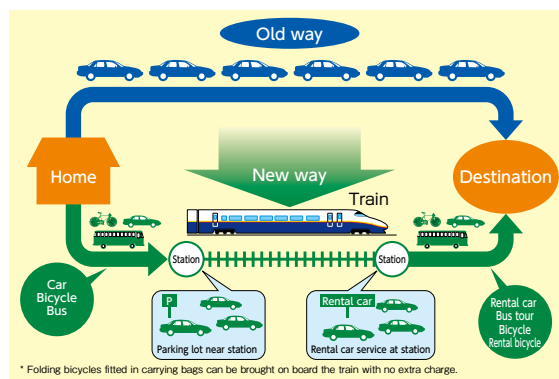 Old way
Home
Destination
New way
Train
Station
Station
Car
Bicycle
Bus
P
Parking lot near station
Rental car
Rental car service at station
Rental car
Bus tour
Bicycle
Rental bicycle
* Folding bicycles fitted in carrying bags can be brought on board the train with no extra charge.